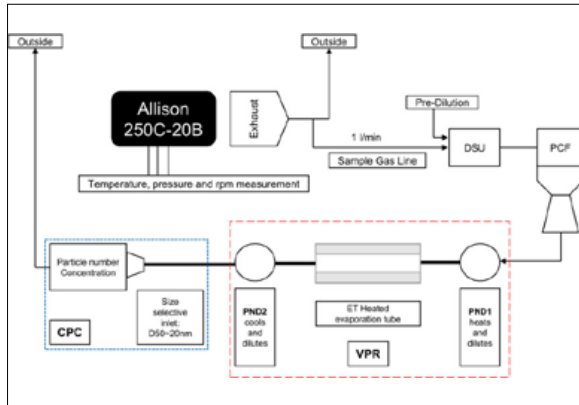 Outside
Outside
Allison
250C-20B
Exhaust
Pre-Dilution
1 l/min
DSU
PCF
Sample Gas Line
Temperature, pressure and rpm measurement
Particle number
Concentration
Size
selective
inlet:
D50~20nm
CPC
PND2
cools
and
dilutes
ET Heated
evaporation tube
VPR
PND1
heats
and
dilutes